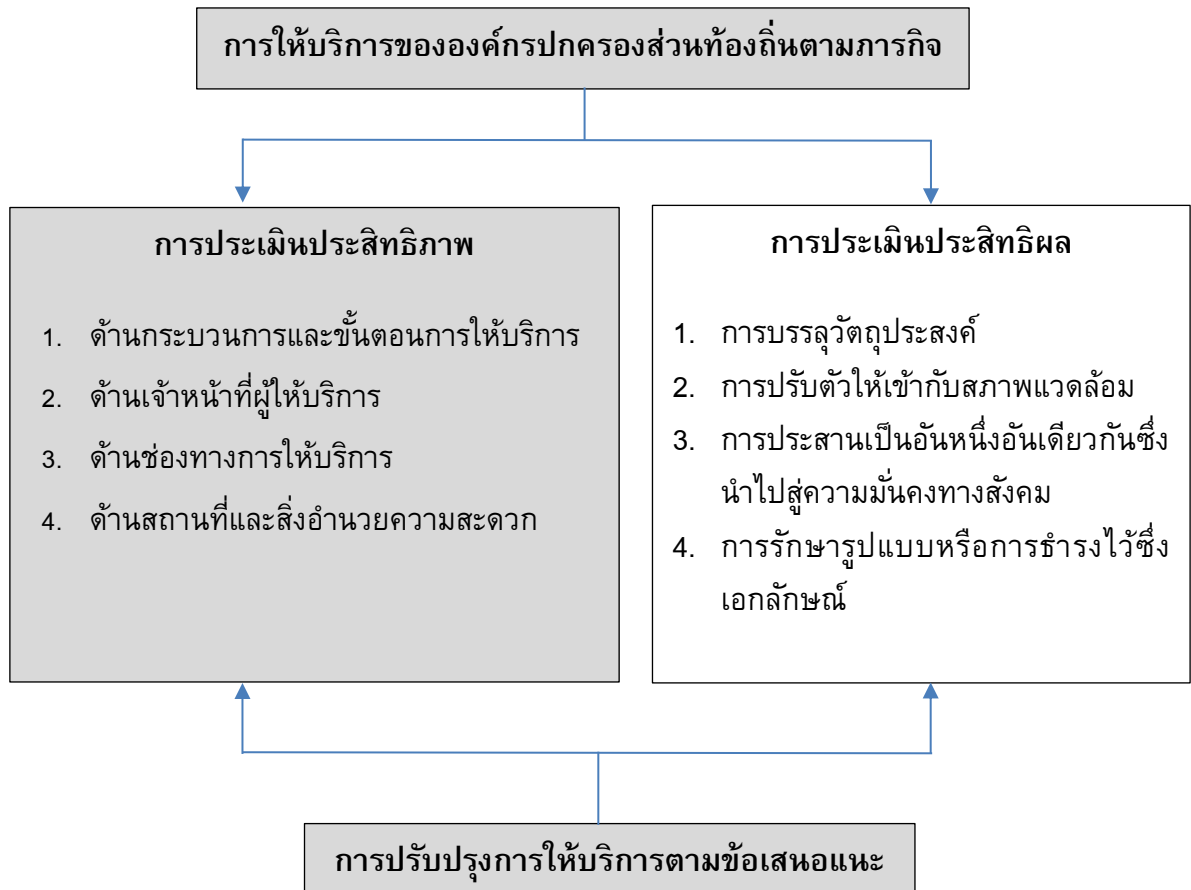 การให้บริการขององค์กรปกครองส่วนท้องถิ่นตามภารกิจ
การประเมินประสิทธิภาพ
1. ด้านกระบวนการและขั้นตอนการให้บริการ
2. ด้านเจ้าหน้าที่ผู้ให้บริการ
3. ด้านช่องทางการให้บริการ
4. ด้านสถานที่และสิ่งอำนวยความสะดวก
การประเมินประสิทธิผล
1. การบรรลุวัตถุประสงค์
2. การปรับตัวให้เข้ากับสภาพแวดล้อม
3. การประสานเป็นอันหนึ่งอันเดียวกันซึ่ง
นำไปสู่ความมั่นคงทางสังคม
4. การรักษารูปแบบหรือการธำรงไว้ซึ่ง
เอกลักษณ์
การปรับปรุงการให้บริการตามข้อเสนอแนะ